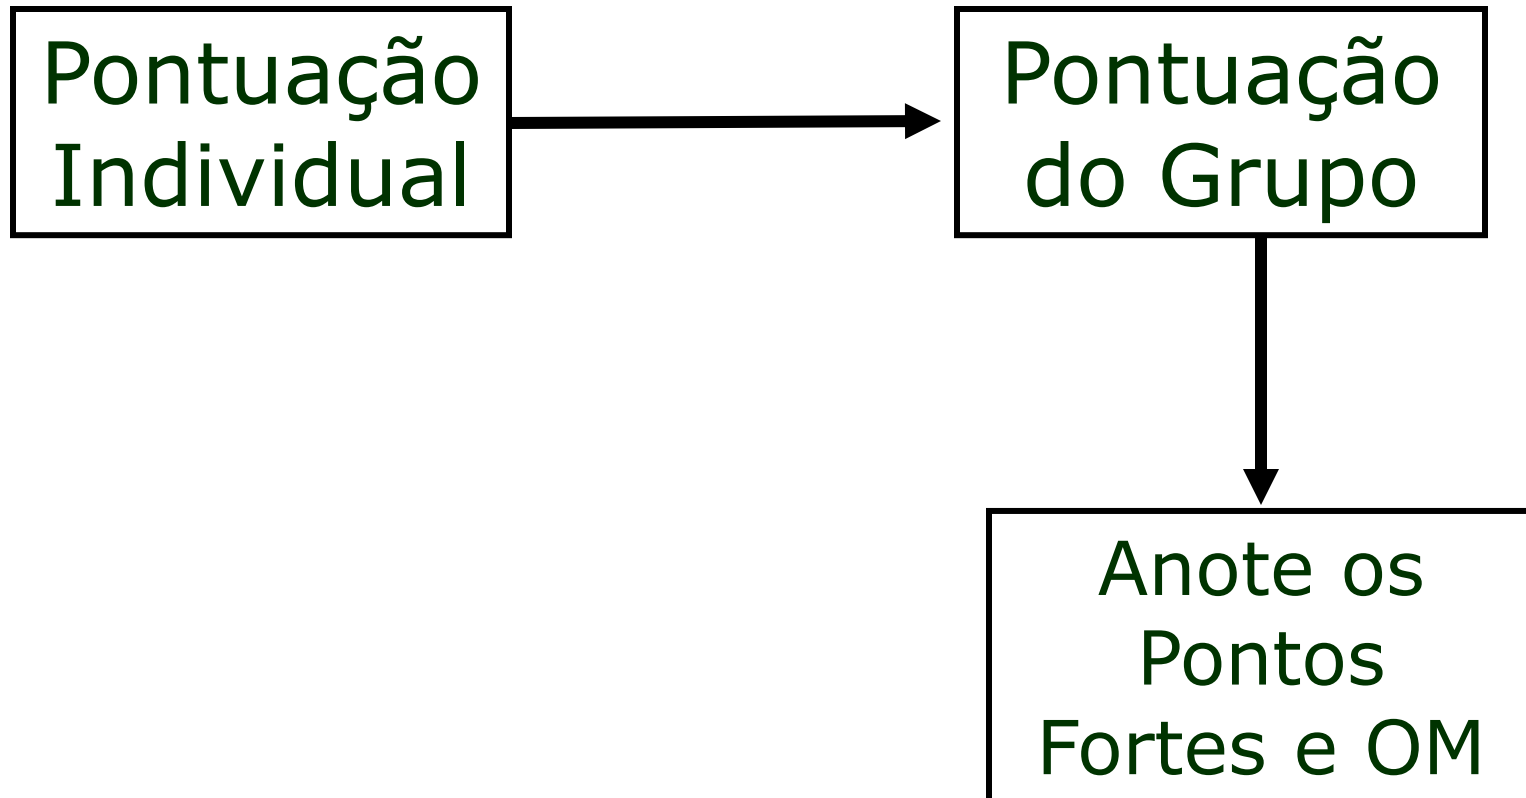 Pontuação
Individual
Pontuação
do Grupo
Anote os
Pontos
Fortes e OM